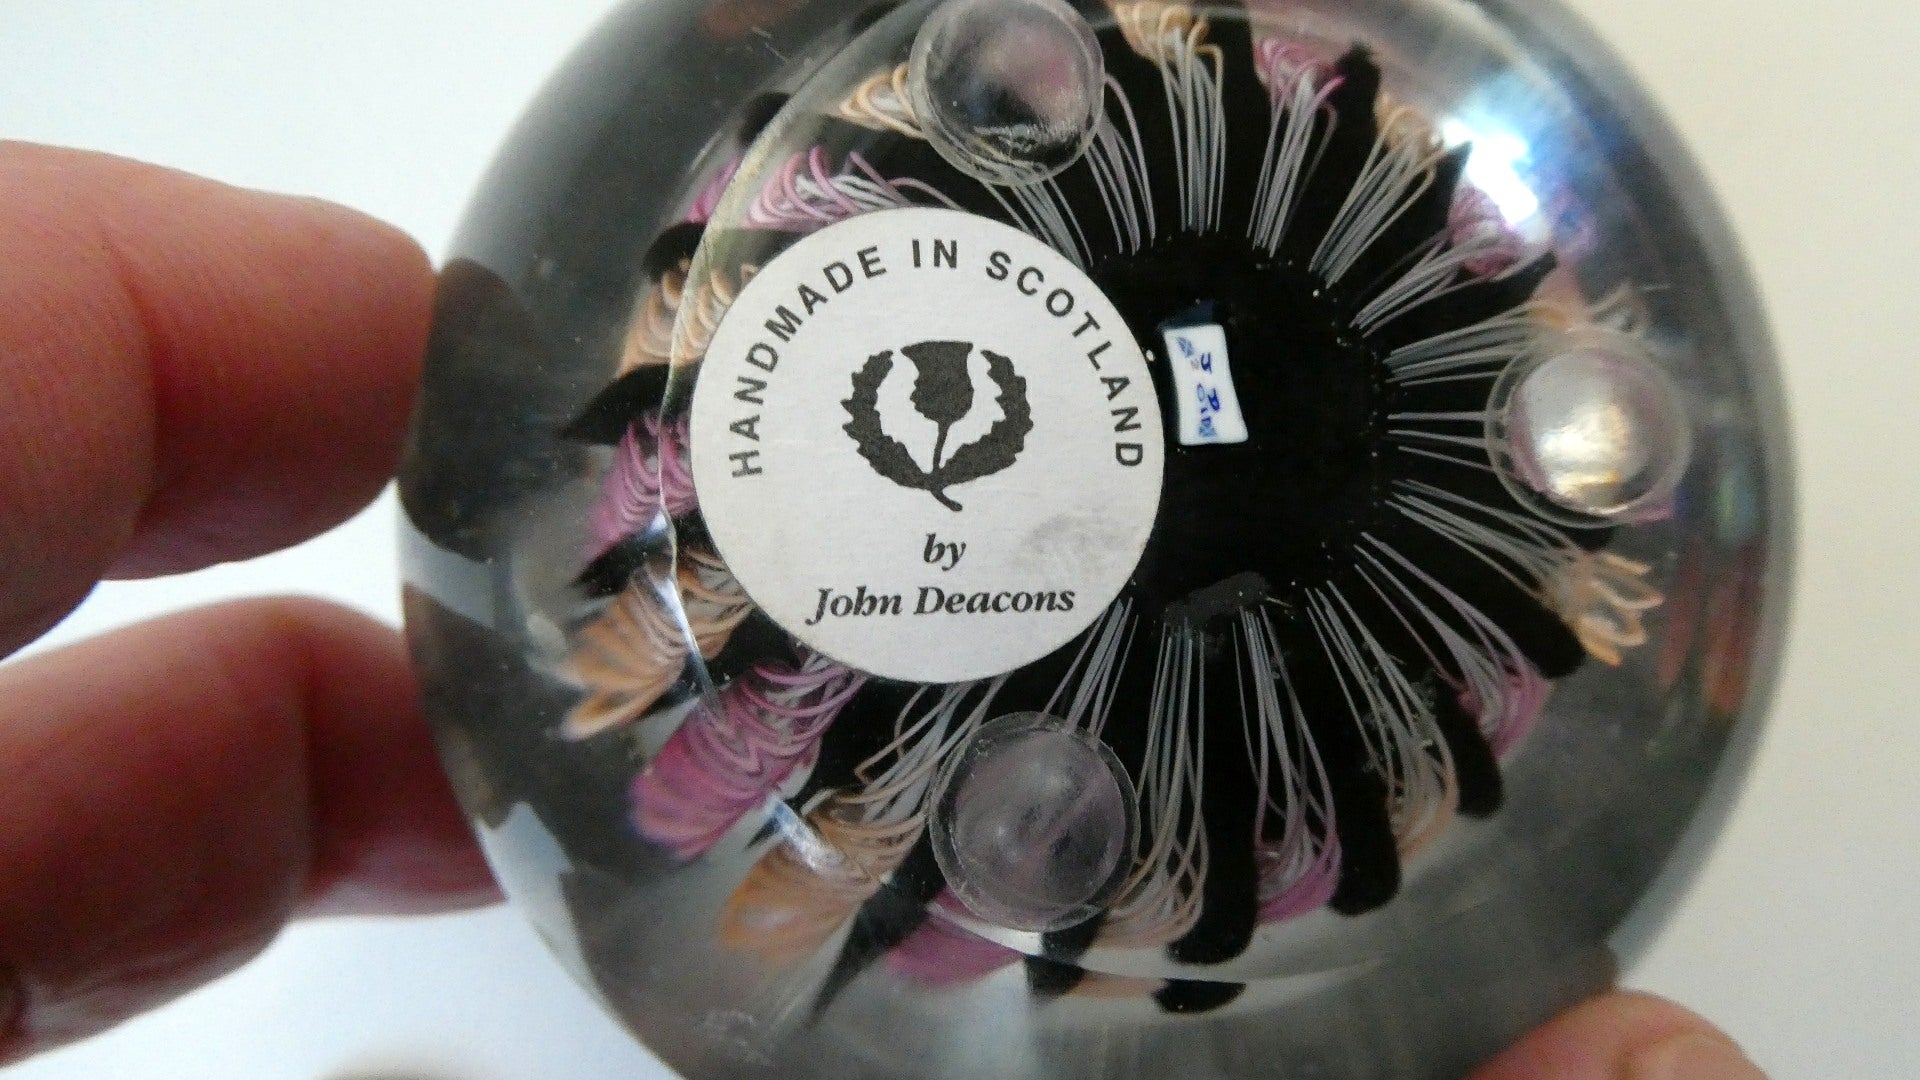 HANDMADE IN SCOTLAND
by
John Deacons